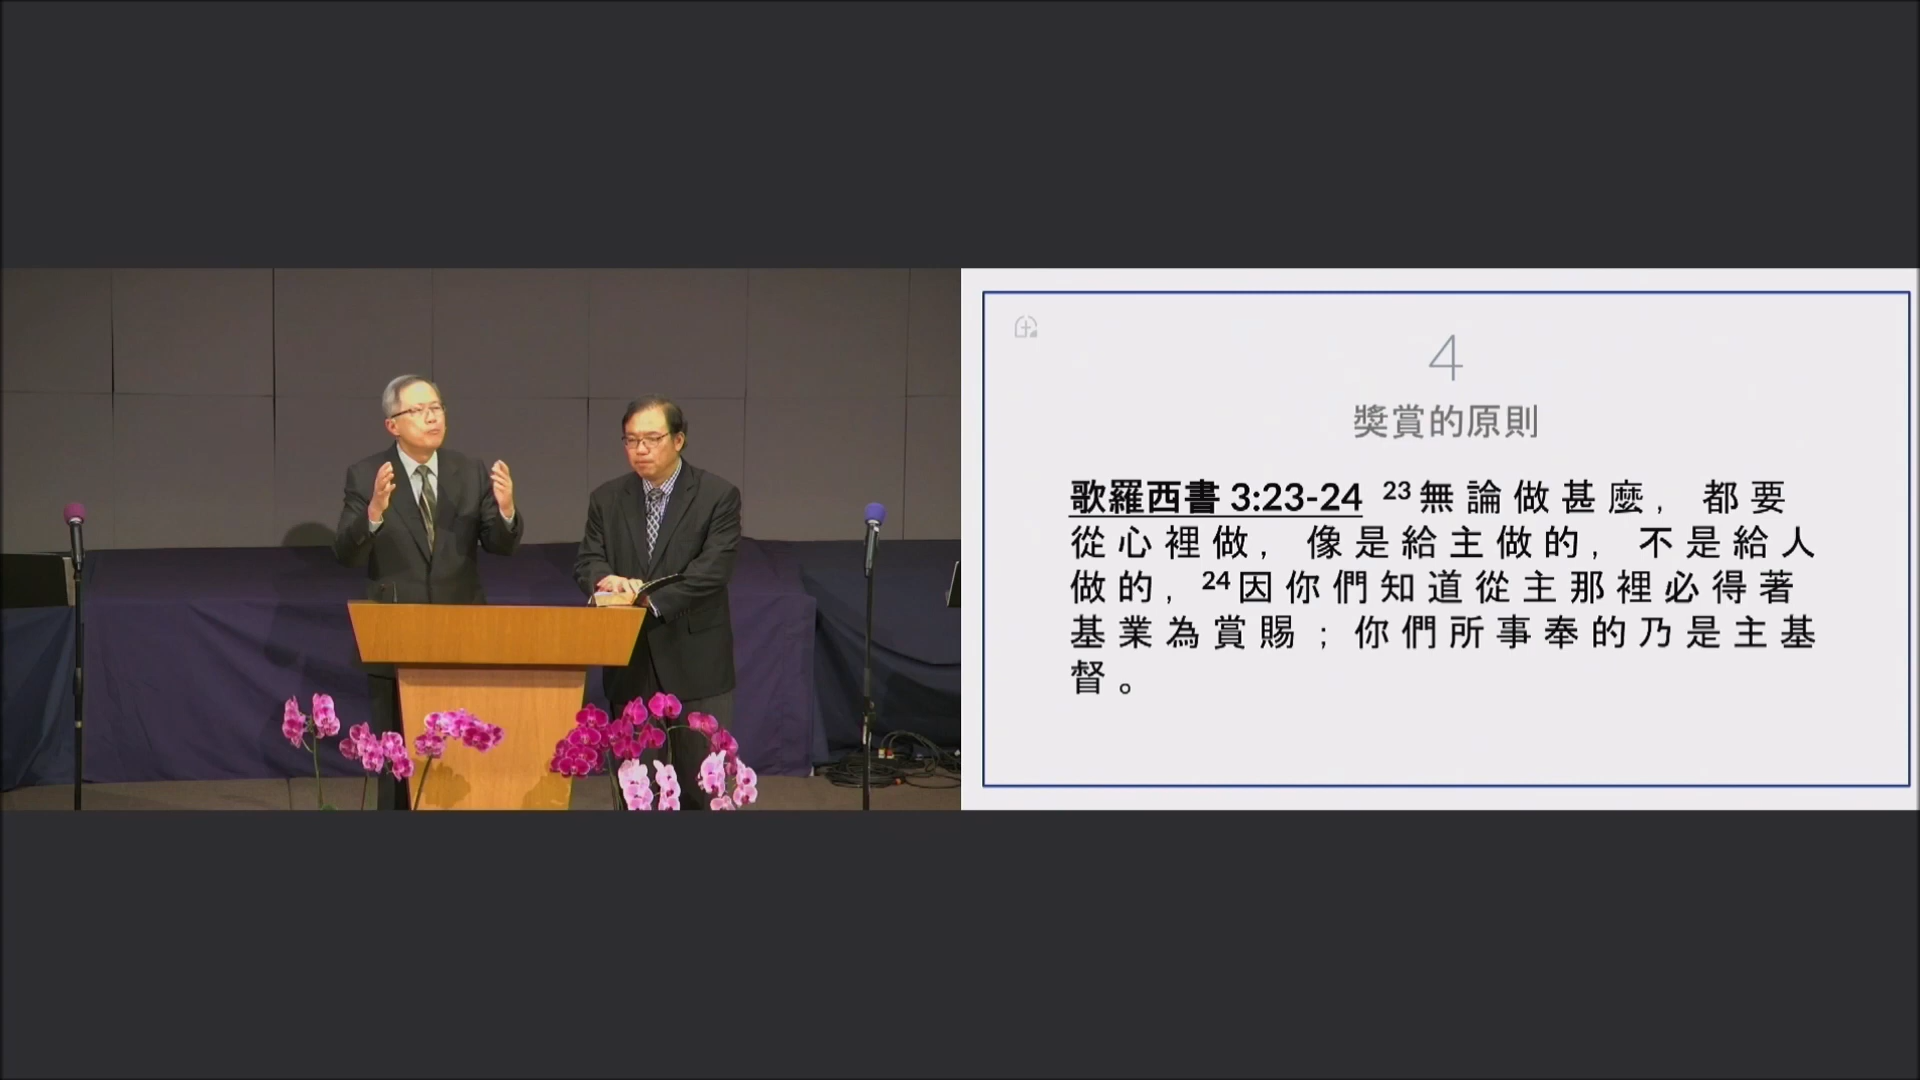 4
獎賞的原則
歌羅西書 3:23-24 23無論做甚麼，都要
從心裡做，像是給主做的，不是給人
做的，24因你們知道從主那裡必得著
基業為賞賜；你們所事奉的乃是主基
督。